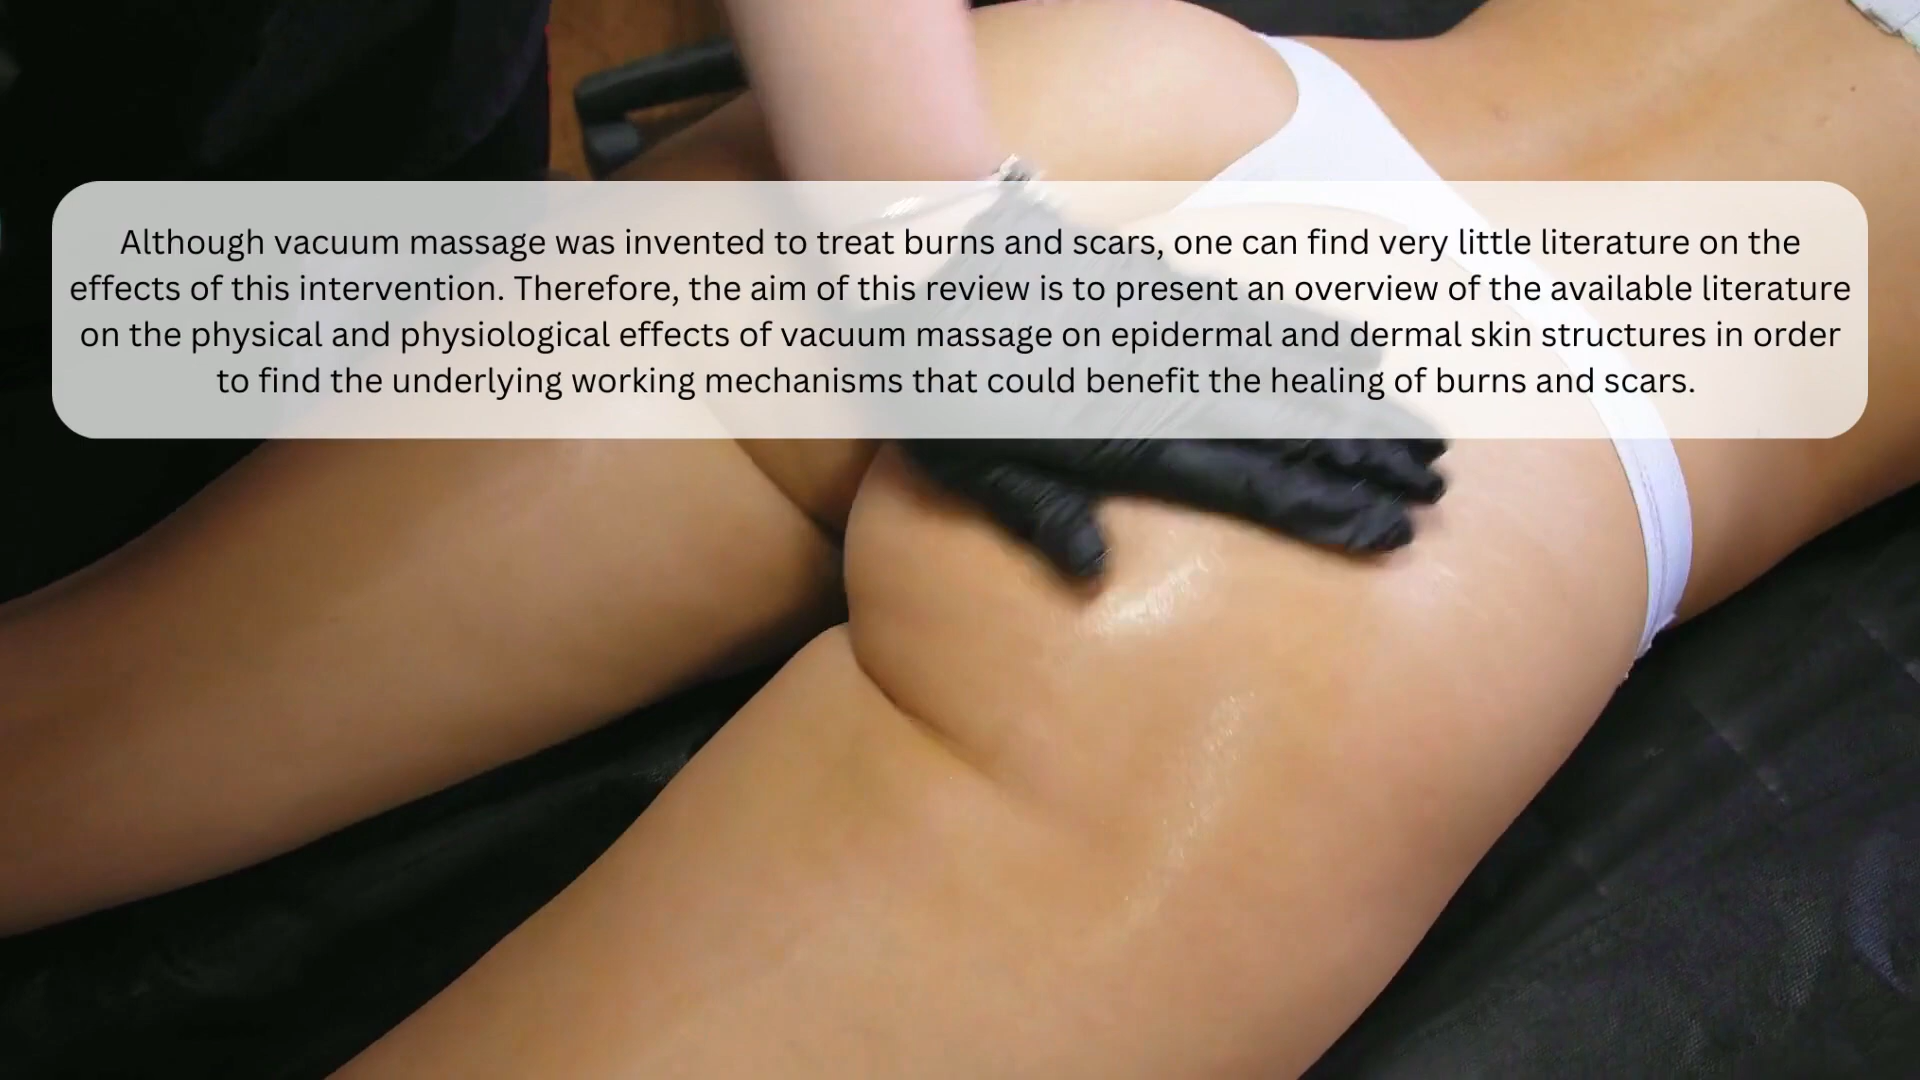 Although vacuum massage was invented to treat burns and scars, one can find very little literature on the
effects of this intervention. Therefore, the aim of this review is to present an overview of the available literature
on the physical and physiological effects of vacuum massage on epidermal and dermal skin structures in order
to find the underlying working mechanisms that could benefit the healing of burns and scars.